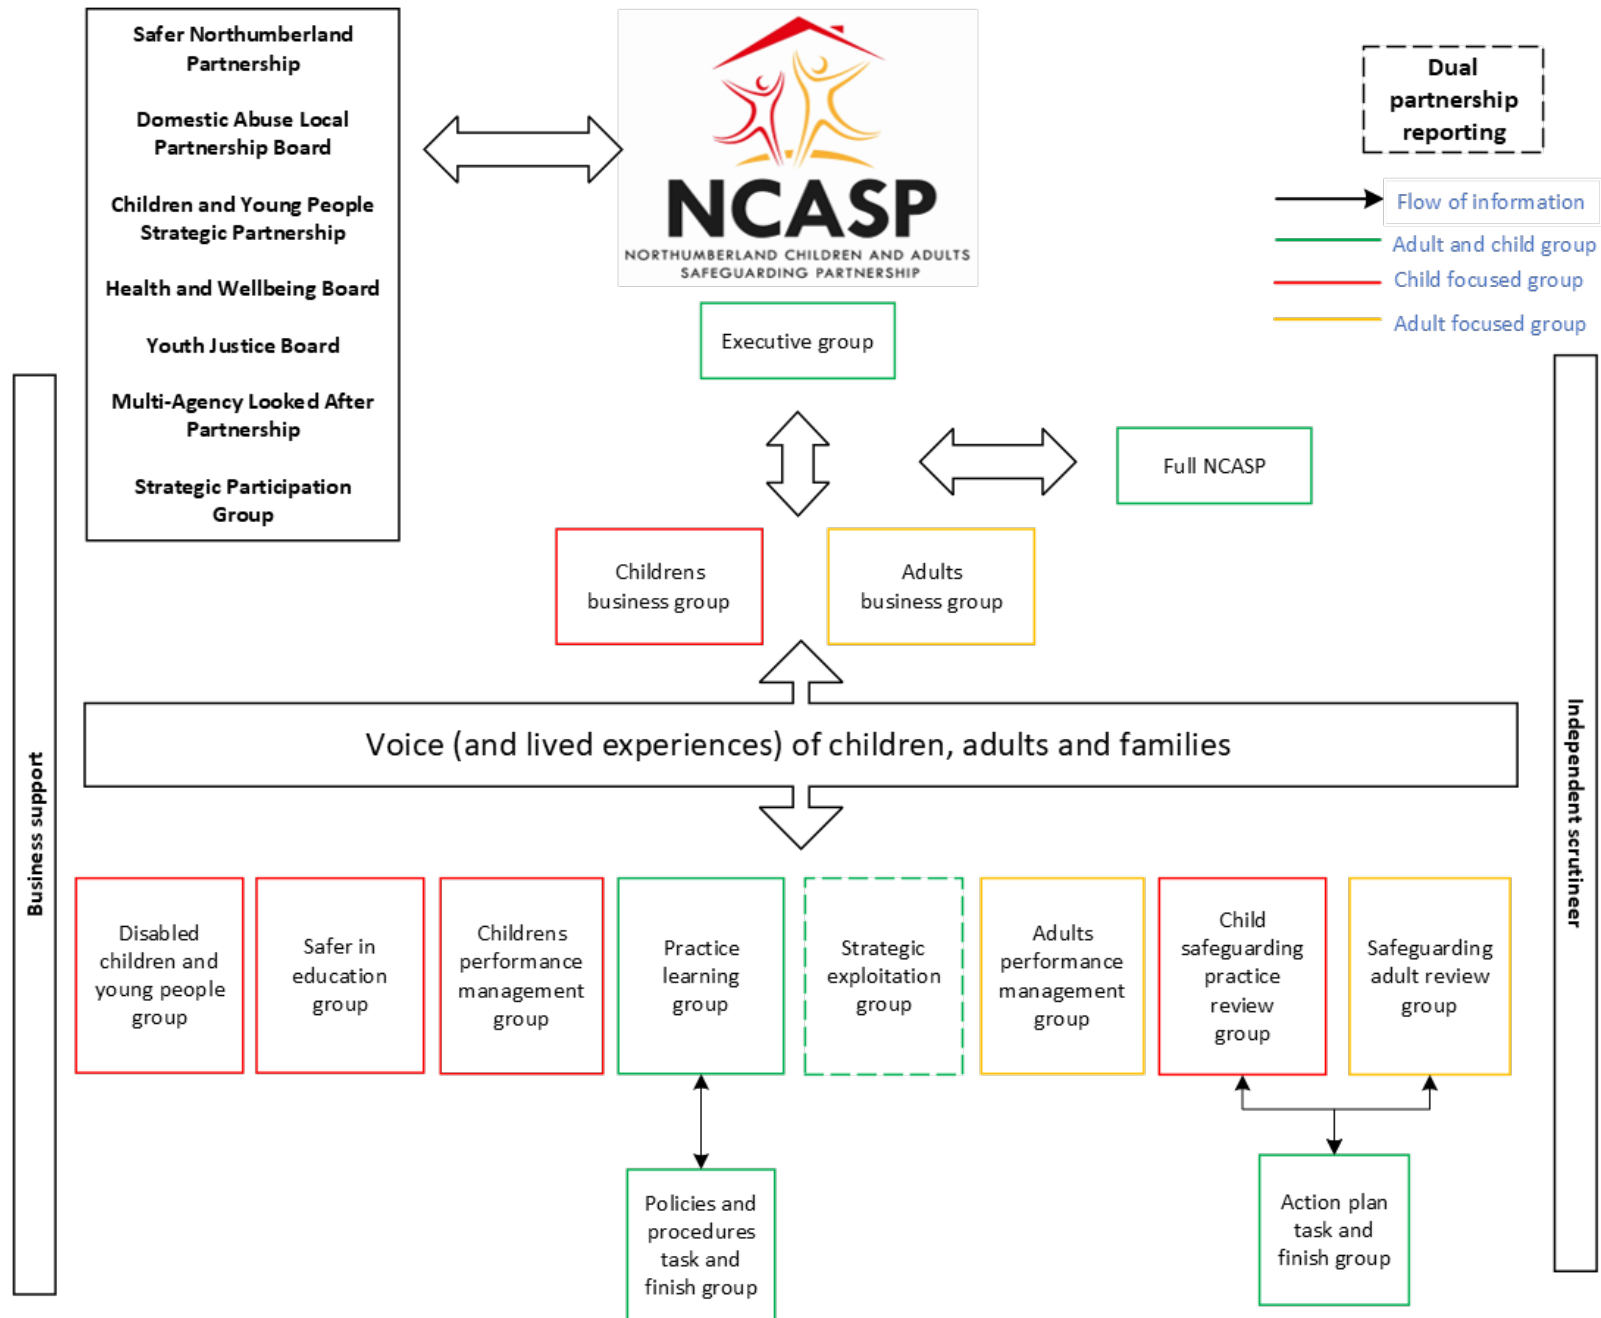 Safer Northumberland
Partnership
Domestic Abuse Local
Partnership Board
Children and Young People
Strategic Partnership
Health and Wellbeing Board
Youth Justice Board
Multi-Agency Looked After
Partnership
Strategic Participation
Group
NCASP
NORTHUMBERLAND CHILDREN AND ADULTS
SAFEGUARDING PARTNERSHIP
Dual
partnership
reporting
Flow of information
Adult and child group
Child focused group
Adult focused group
Executive group
Full NCASP
Childrens
business group
Adults
business group
Business support
Voice (and lived experiences) of children, adults and families
Independent scrutineer
Disabled
children and
young people
group
Safer in
education
group
Childrens
performance
management
group
Practice
learning
group
Strategic
exploitation
group
Adults
performance
management
group
Child
safeguarding
practice
review
group
Safeguarding
adult review
group
Policies and
procedures
task and
finish group
Action plan
task and
finish group